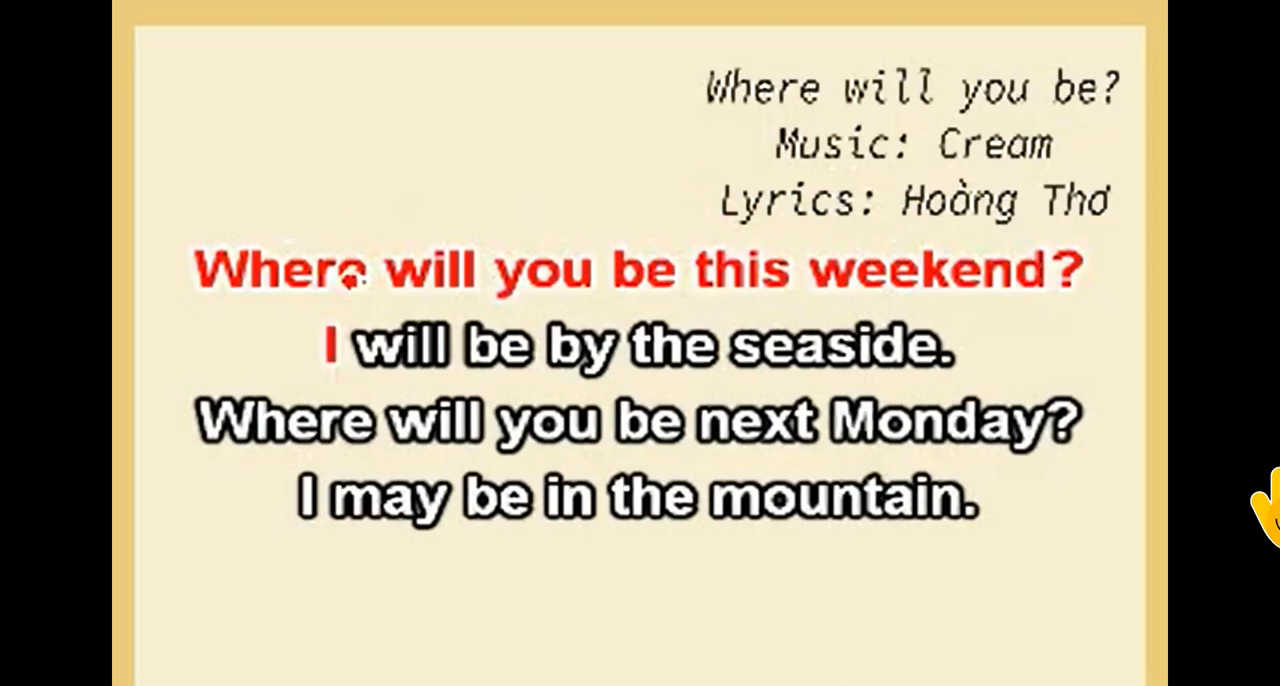 Where will you be?
Music: Cream
Lyrics: Hoàng Thơ
Where will you be this weekend?
I will be by the seaside.
Where will you be next Monday?
I may be in the mountain.